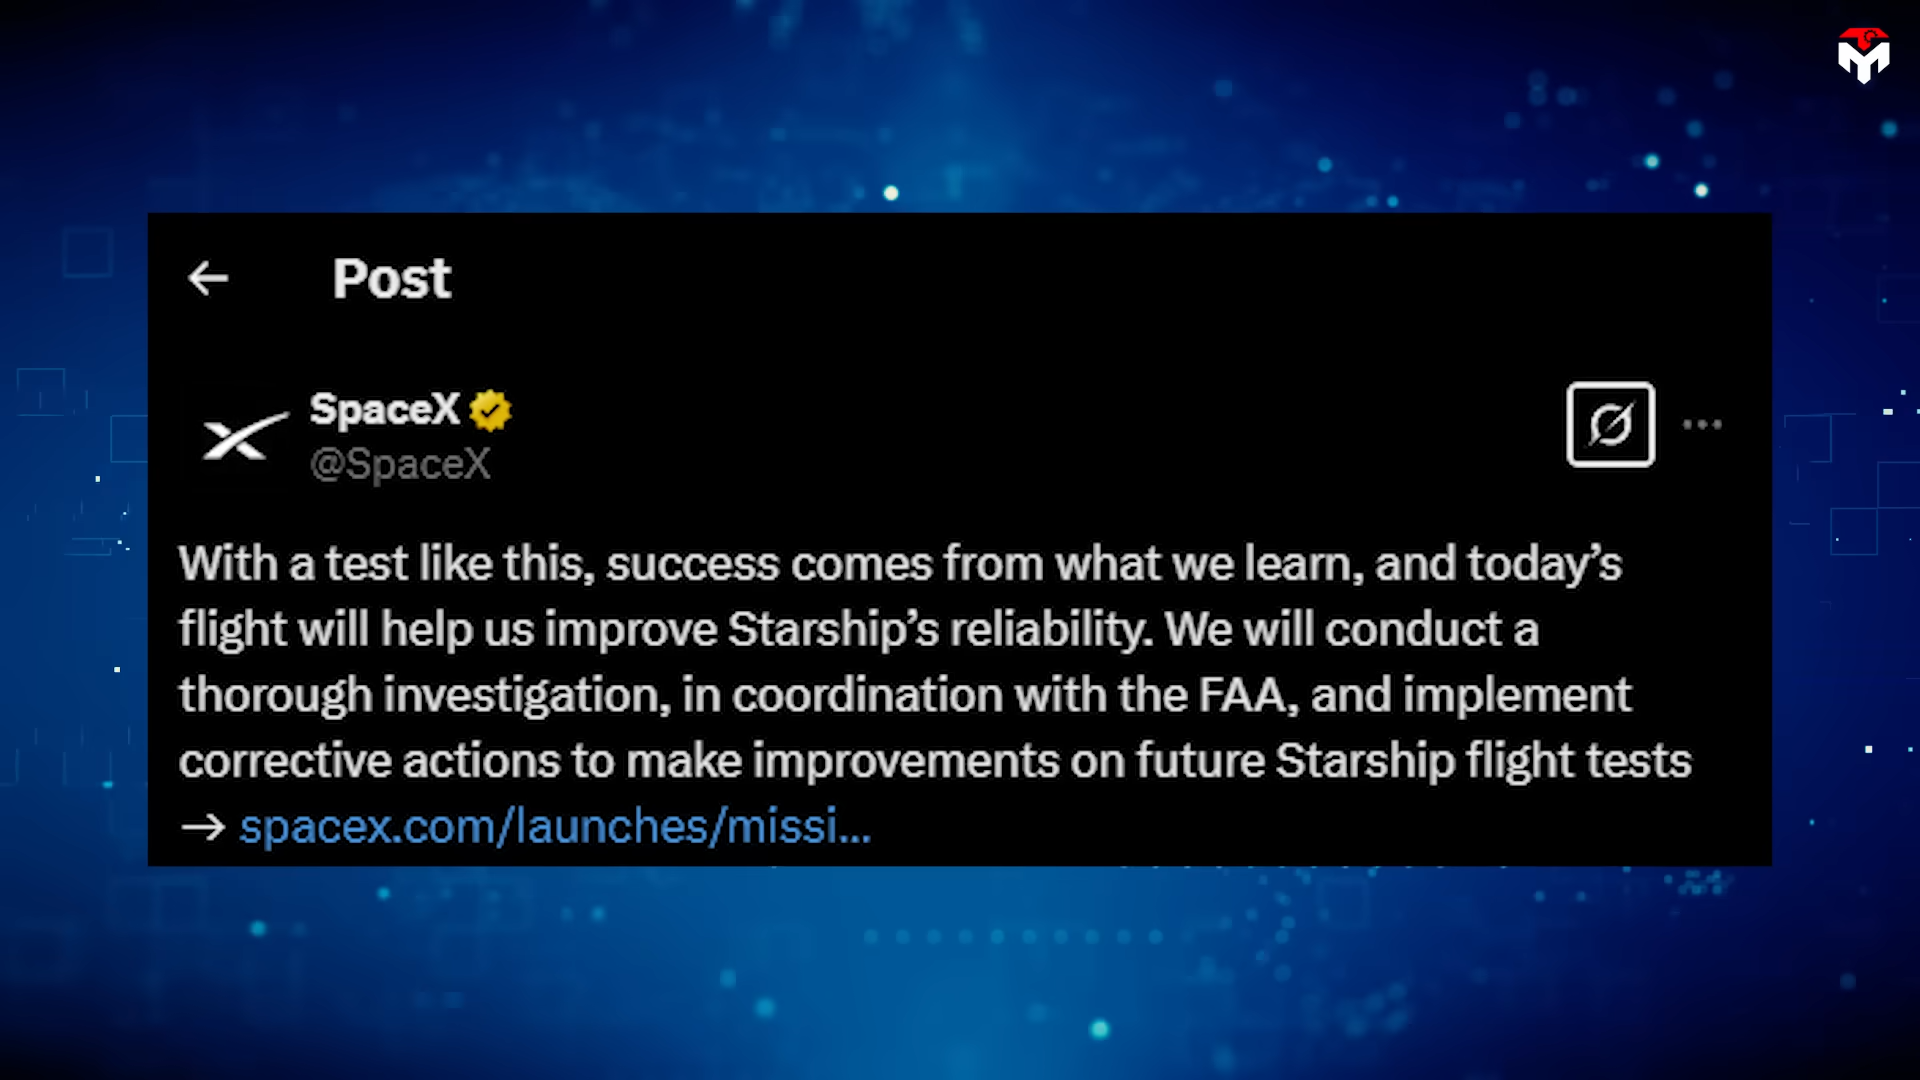 Post
SpaceX
@SpaceX
With a test like this, success comes from what we learn, and today’s
flight will help us improve Starship’s reliability. We will conduct a
thorough investigation, in coordination with the FAA, and implement
corrective actions to make improvements on future Starship flight tests
→ spacex.com/launches/missi...